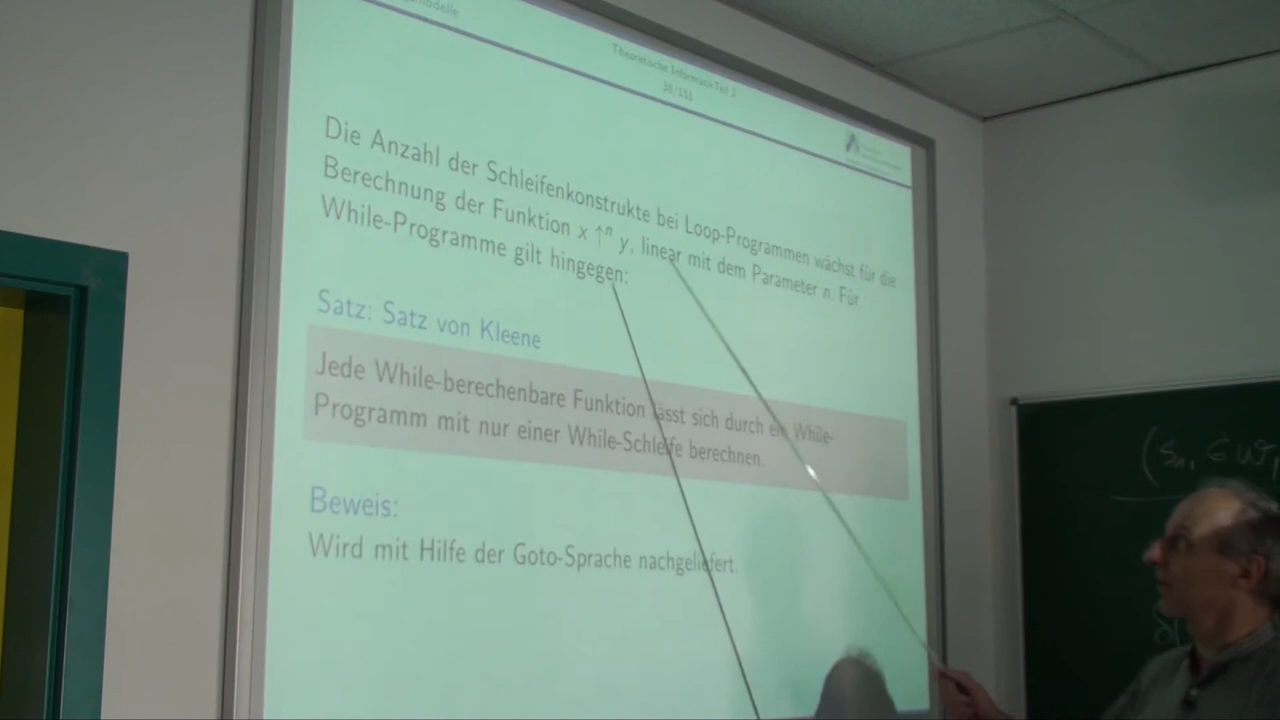 Theoretische Informatik Teil 2
Die Anzahl der Schleifenkonstrukte bei Loop-Programmen wächst für die
Berechnung der Funktion x ↑ⁿ y, linear mit dem Parameter n. Für
While-Programme gilt hingegen:
Satz: Satz von Kleene
Jede While-berechenbare Funktion lässt sich durch ein While-
Programm mit nur einer While-Schleife berechnen.
Beweis:
Wird mit Hilfe der Goto-Sprache nachgeliefert.